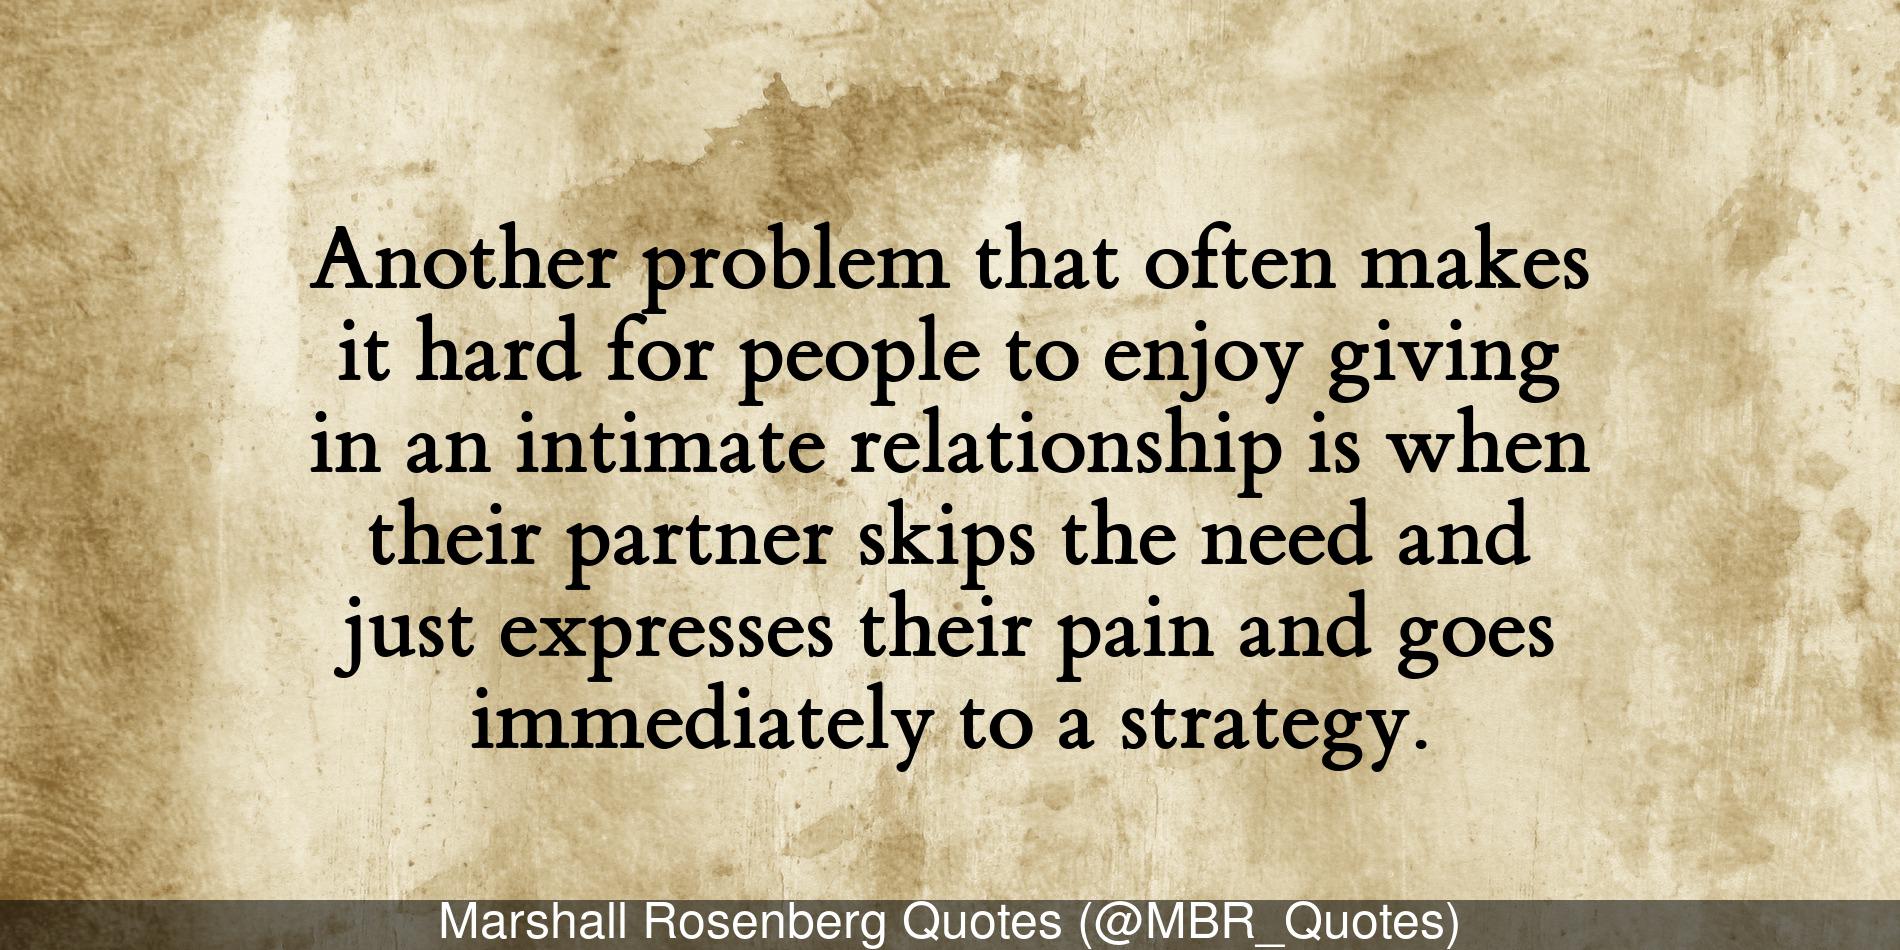 Another problem that often makes
it hard for people to enjoy giving
in an intimate relationship is when
their partner skips the need and
just expresses their pain and goes
immediately to a strategy.
Marshall Rosenberg Quotes (@MBR_Quotes)